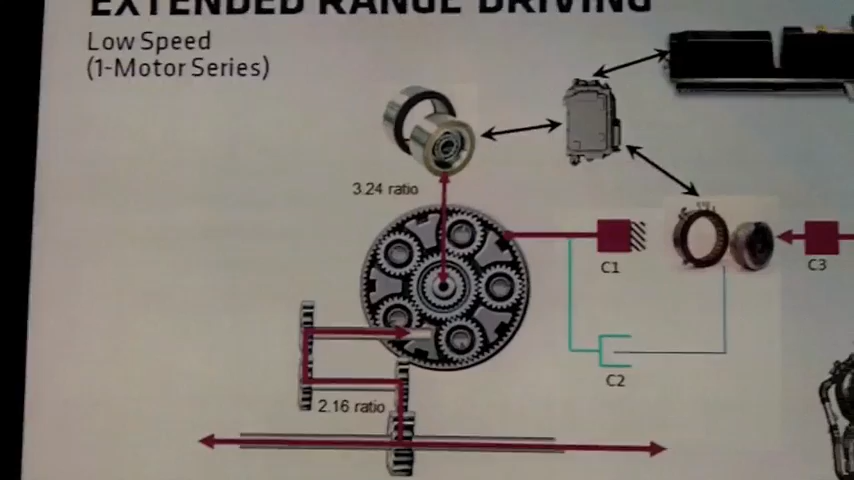 EXTENDED RANGE DRIVING
Low Speed
(1-Motor Series)
3.24 ratio
C1
C3
C2
2.16 ratio